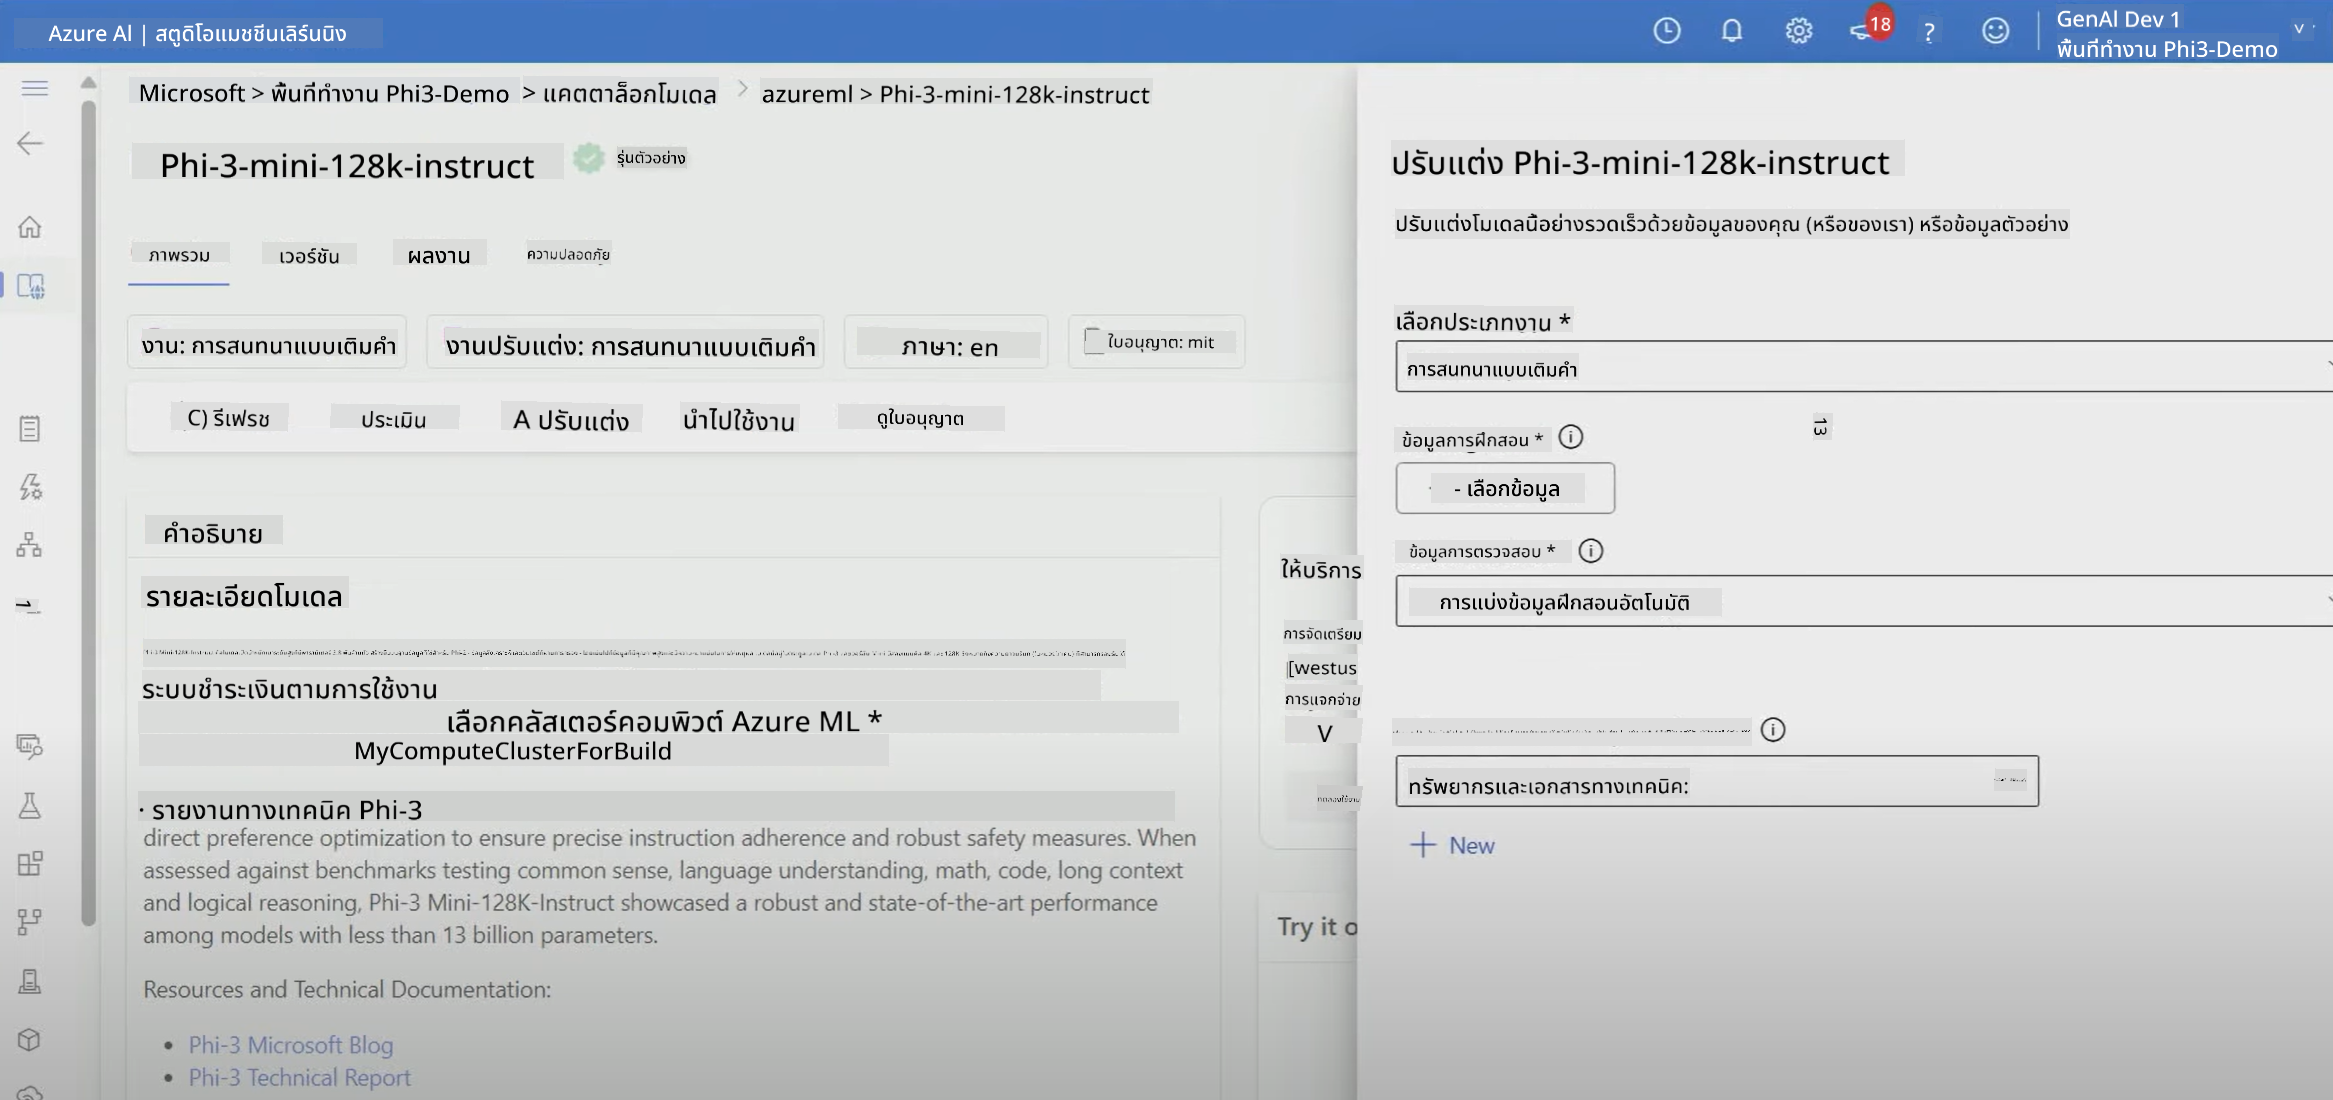 Azure Al | สตูดิโอแมชชีนเลิร์นนิง
18
?
GenAl Dev 1
พื้นที่ทำงาน Phi3-Demo
Microsoft > พื้นที่ทำงาน Phi3-Demo > แคตตาล็อกโมเดล > azureml > Phi-3-mini-128k-instruct
Phi-3-mini-128k-instruct
รุ่นตัวอย่าง
ภาพรวม
เวอร์ชัน
ผลงาน
ความปลอดภัย
งาน: การสนทนาแบบเติมคำ
งานปรับแต่ง: การสนทนาแบบเติมคำ
ภาษา: en
ใบอนุญาต: mit
C) รีเฟรช
ประเมิน
A ปรับแต่ง
นำไปใช้งาน
ดูใบอนุญาต
คำอธิบาย
รายละเอียดโมเดล
ระบบชำระเงินตามการใช้งาน
เลือกคลัสเตอร์คอมพิวต์ Azure ML *
MyComputeClusterForBuild
· รายงานทางเทคนิค Phi-3
direct preference optimization to ensure precise instruction adherence and robust safety measures. When
assessed against benchmarks testing common sense, language understanding, math, code, long context
and logical reasoning, Phi-3 Mini-128K-Instruct showcased a robust and state-of-the-art performance
among models with less than 13 billion parameters.
Resources and Technical Documentation:
• Phi-3 Microsoft Blog
• Phi-3 Technical Report
ให้บริการ
การจัดเตรียม
[westus
การแจกจ่าย
V
ทดลองใช้งาน
Try it o
ปรับแต่ง Phi-3-mini-128k-instruct
ปรับแต่งโมเดลนี้อย่างรวดเร็วด้วยข้อมูลของคุณ (หรือของเรา) หรือข้อมูลตัวอย่าง
เลือกประเภทงาน *
การสนทนาแบบเติมคำ
13
ข้อมูลการฝึกสอน *
- เลือกข้อมูล
ข้อมูลการตรวจสอบ *
การแบ่งข้อมูลฝึกสอนอัตโนมัติ
ทรัพยากรและเอกสารทางเทคนิค:
+ New